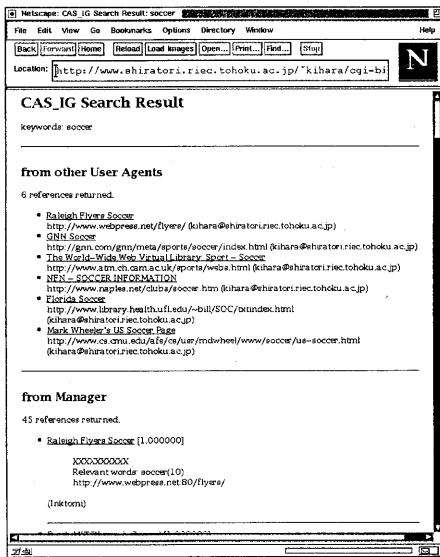 Netscape: CAS_IG Search Result: soccer
File Edit View Go Bookmarks Options Directory Window Help
Back Forward Home Reload Load Images Open... Print... Find... Stop
N
Location: http://www.shiratori.riec.tohoku.ac.jp/~kihara/cgi-bi
CAS_IG Search Result
keywords: soccer
from other User Agents
6 references returned.
• Raleigh Flyers Soccer
http://www.webpress.net/flyers/ (kihara@shiratori.riec.tohoku.ac.jp)
• GNN Soccer
http://gnn.com/gnn/meta/sports/soccer/index.html (kihara@shiratori.riec.tohoku.ac.jp)
• The World-Wide Web Virtual Library: Sport - Soccer
http://www.atm.ch.cam.ac.uk/sports/webs.html (kihara@shiratori.riec.tohoku.ac.jp)
• NFN - SOCCER INFORMATION
http://www.naples.net/clubs/soccer.htm (kihara@shiratori.riec.tohoku.ac.jp)
• Florida Soccer
http://www.library.health.ufl.edu/~bill/SOC/txtindex.html
(kihara@shiratori.riec.tohoku.ac.jp)
• Mark Wheeler's US Soccer Page
http://www.cs.cmu.edu/afs/cs/usr/mdwheel/www/soccer/us-soccer.html
(kihara@shiratori.riec.tohoku.ac.jp)
from Manager
45 references returned.
• Raleigh Flyers Soccer [1.000000]
XXXXXXXXXX
Relevant words: soccer(10)
http://www.webpress.net:80/flyers/
(Inktomi)